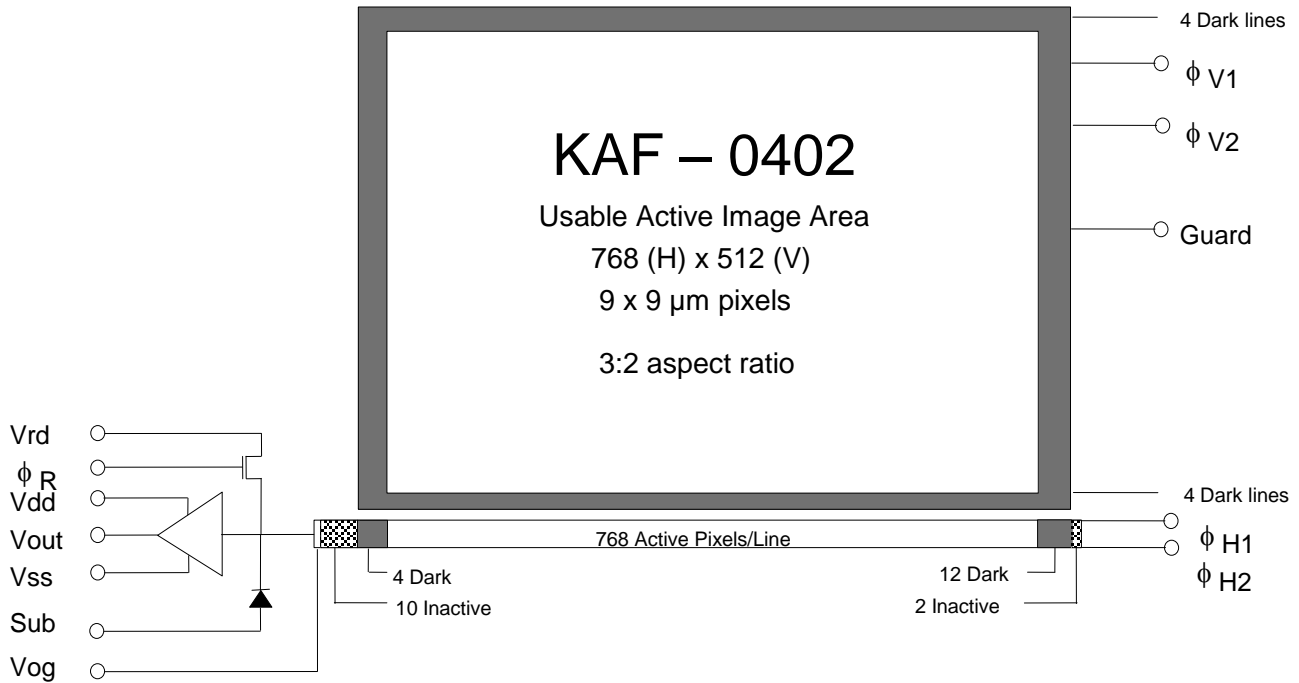 4 Dark lines
ϕ V1
ϕ V2
KAF – 0402
Usable Active Image Area
768 (H) x 512 (V)
9 x 9 µm pixels
3:2 aspect ratio
Guard
Vrd
ϕ R
Vdd
Vout
Vss
Sub
Vog
4 Dark lines
768 Active Pixels/Line
ϕ H1
ϕ H2
4 Dark
10 Inactive
12 Dark
2 Inactive